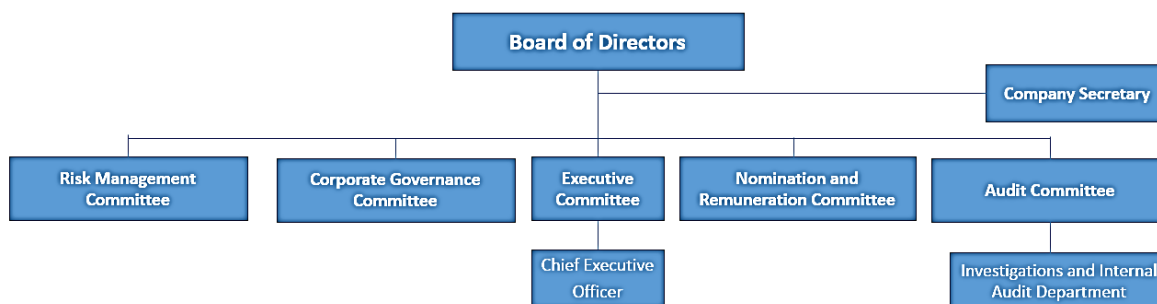 Board of Directors
Company Secretary
Risk Management
Committee
Corporate Governance
Committee
Executive
Committee
Nomination and
Remuneration Committee
Audit Committee
Chief Executive
Officer
Investigations and Internal
Audit Department